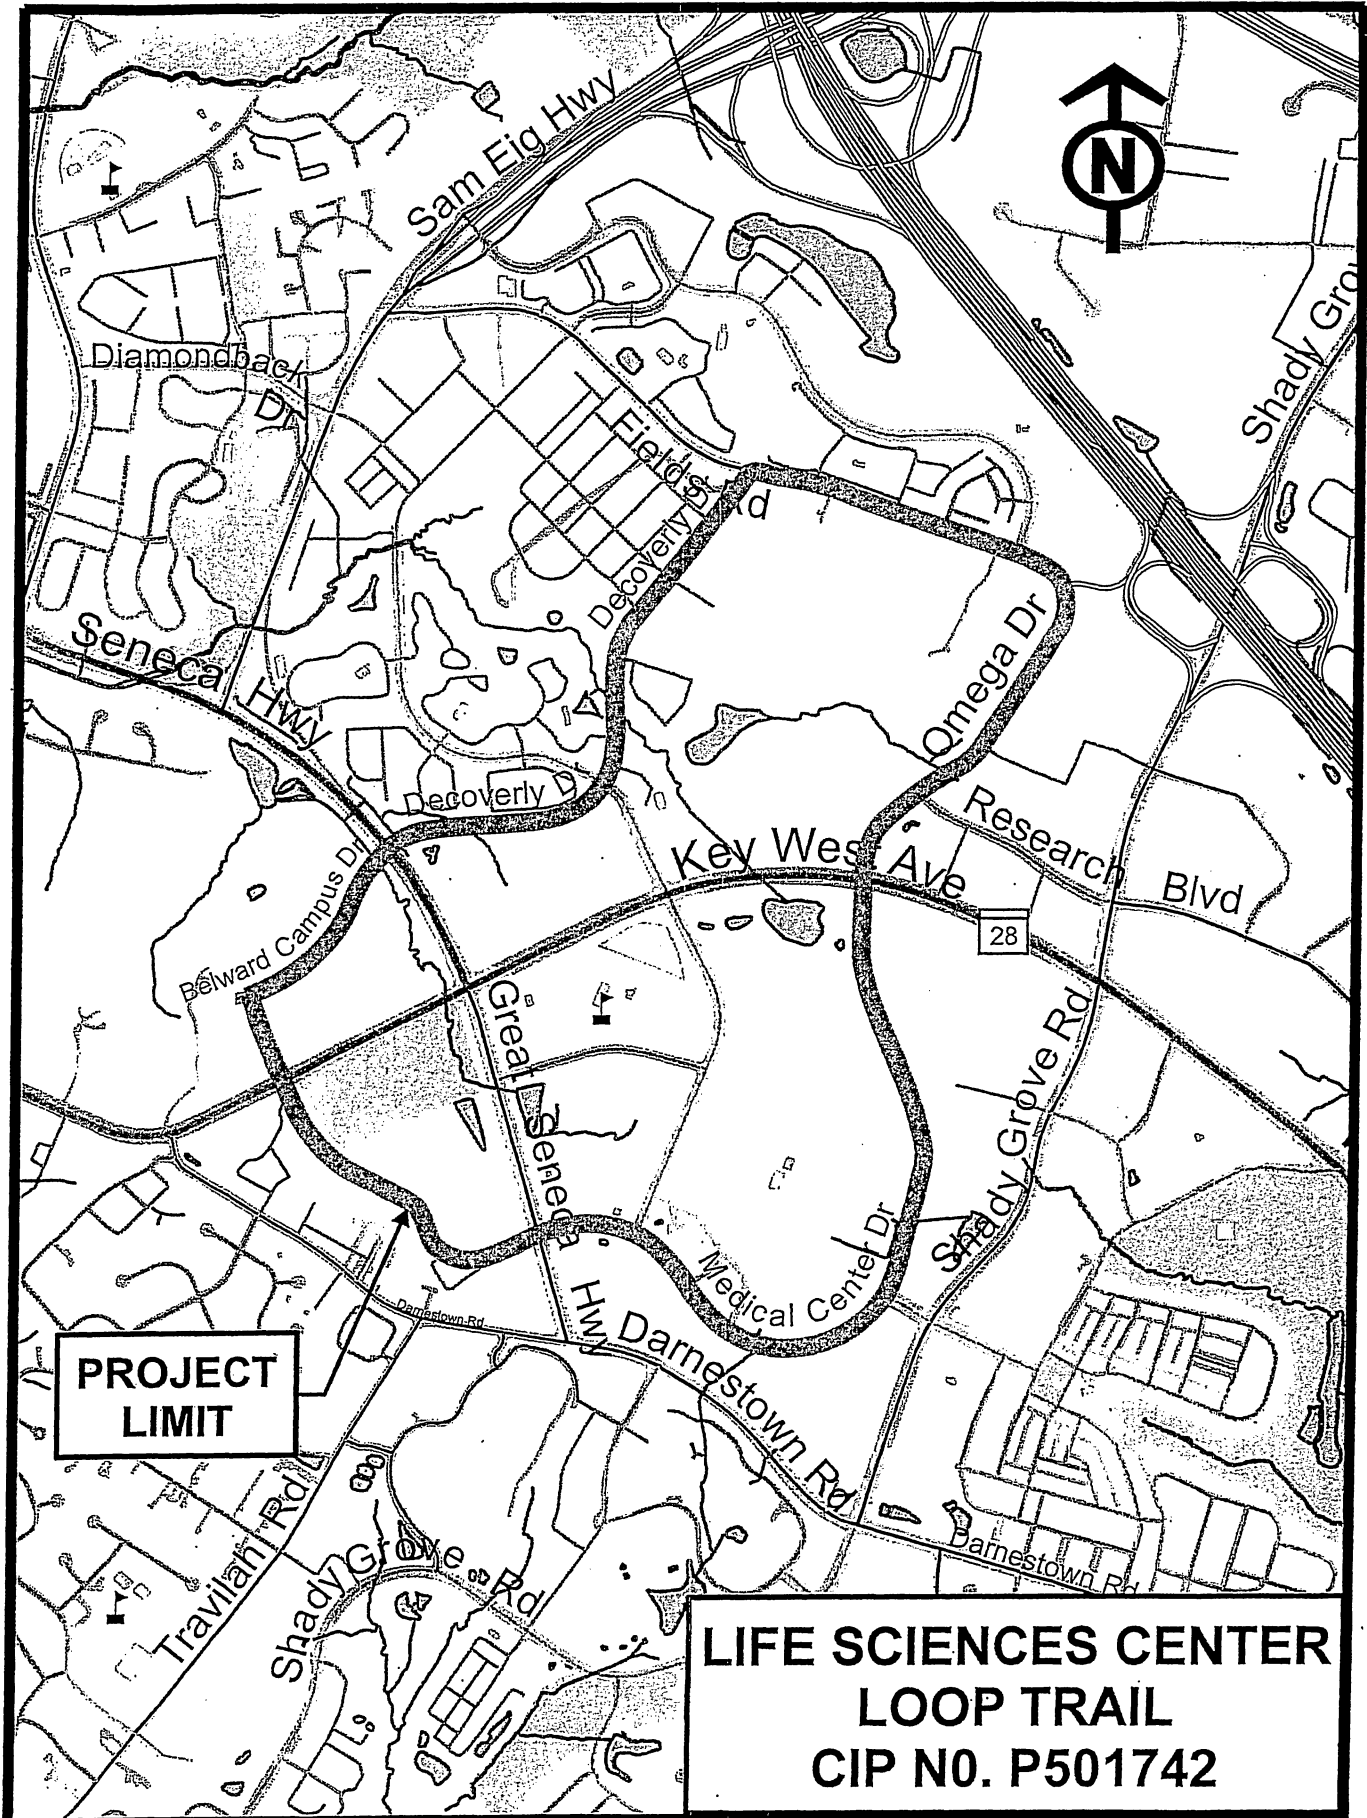 Sam Eig Hwy
N
Shady Gro
Diamondback
Dr
Fields
Rd
Decoverly Dr
Omega Dr
Seneca Hwy
Decoverly Dr
Research Blvd
Key West Ave
28
Belward Campus Dr
Great Seneca Hwy
Shady Grove Rd
Medical Center Dr
Darnestown Rd
Darnestown Rd
PROJECT
LIMIT
Darnestown Rd
Travilah Rd
Shady Grove Rd
LIFE SCIENCES CENTER
LOOP TRAIL
CIP N0. P501742